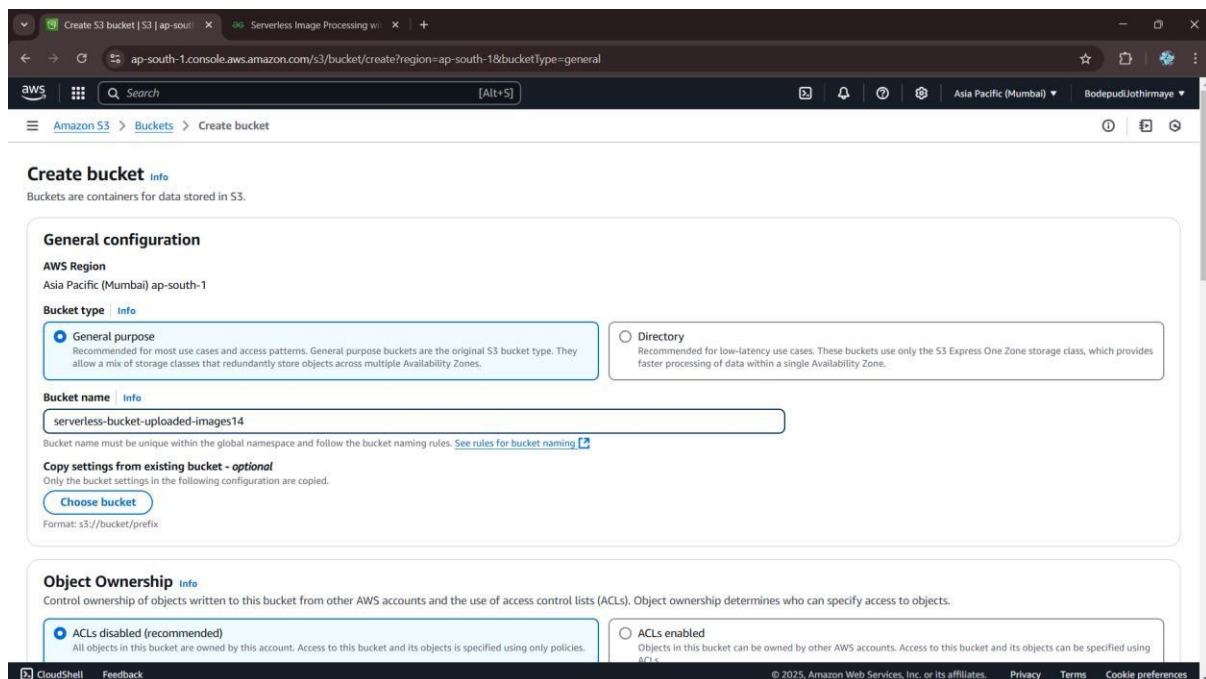 Create S3 bucket | S3 | ap-sout
Serverless Image Processing wi
ap-south-1.console.aws.amazon.com/s3/bucket/create?region=ap-south-1&bucketType=general
aws
Search
[Alt+S]
Asia Pacific (Mumbai)
BodepudiJothirmaye
Amazon S3 > Buckets > Create bucket
Create bucket Info
Buckets are containers for data stored in S3.
General configuration
AWS Region
Asia Pacific (Mumbai) ap-south-1
Bucket type Info
General purpose
Recommended for most use cases and access patterns. General purpose buckets are the original S3 bucket type. They
allow a mix of storage classes that redundantly store objects across multiple Availability Zones.
Directory
Recommended for low-latency use cases. These buckets use only the S3 Express One Zone storage class, which provides
faster processing of data within a single Availability Zone.
Bucket name Info
serverless-bucket-uploaded-images14
Bucket name must be unique within the global namespace and follow the bucket naming rules. See rules for bucket naming
Copy settings from existing bucket - optional
Only the bucket settings in the following configuration are copied.
Choose bucket
Format: s3://bucket/prefix
Object Ownership Info
Control ownership of objects written to this bucket from other AWS accounts and the use of access control lists (ACLs). Object ownership determines who can specify access to objects.
ACLs disabled (recommended)
All objects in this bucket are owned by this account. Access to this bucket and its objects is specified using only policies.
ACLs enabled
Objects in this bucket can be owned by other AWS accounts. Access to this bucket and its objects can be specified using
ACLs.
CloudShell Feedback
© 2025, Amazon Web Services, Inc. or its affiliates. Privacy Terms Cookie preferences